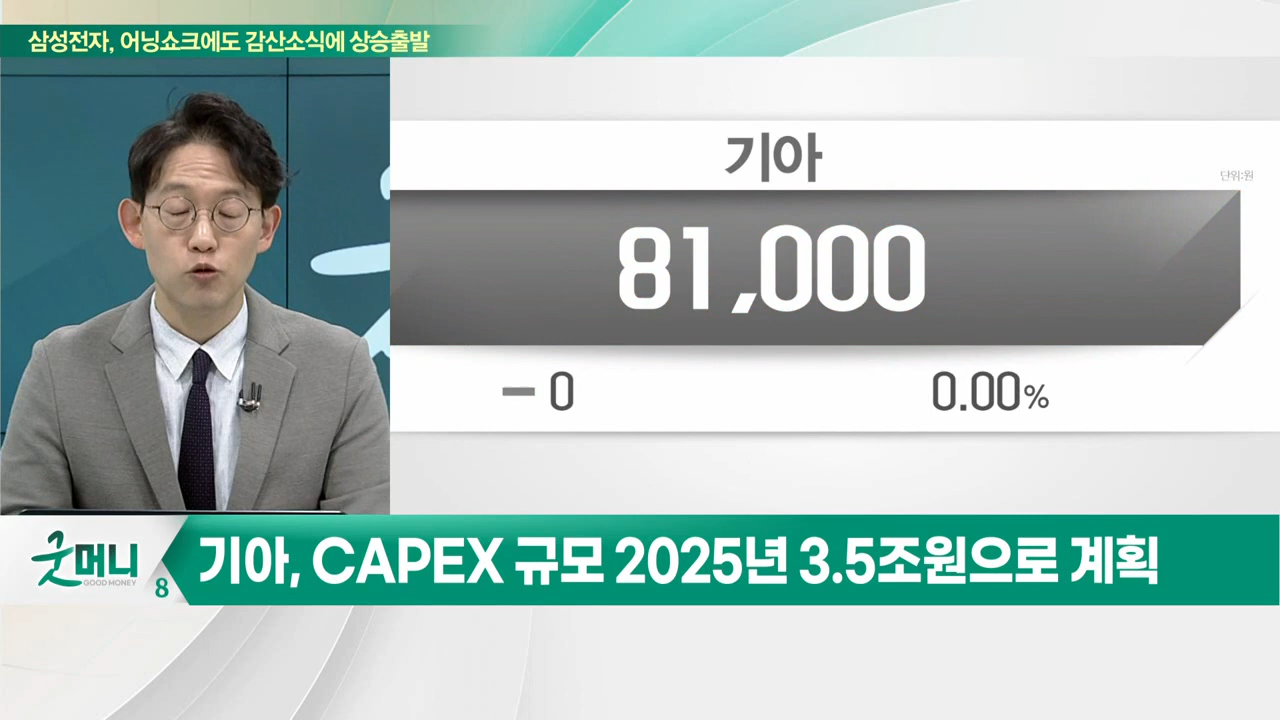 삼성전자, 어닝쇼크에도 감산소식에 상승출발
기아
단위:원
81,000
0 0.00%
굿머니
GOOD MONEY
8
기아, CAPEX 규모 2025년 3.5조원으로 계획